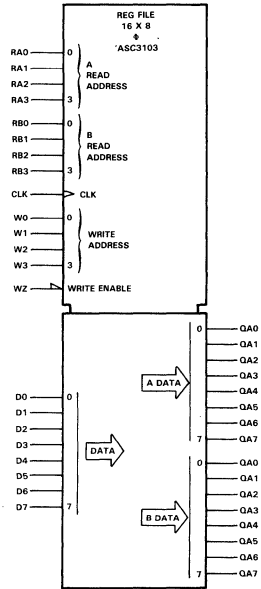 REG FILE
16 X 8
Φ
ASC3103
RA0 0
RA1
RA2
RA3 3
A
READ
ADDRESS
RB0 0
RB1
RB2
RB3 3
B
READ
ADDRESS
CLK CLK
W0 0
W1
W2
W3 3
WRITE
ADDRESS
WZ WRITE ENABLE
D0 0
D1
D2
D3
D4
D5
D6
D7 7
DATA
A DATA
0 QA0
QA1
QA2
QA3
QA4
QA5
QA6
7 QA7
B DATA
0 QA0
QA1
QA2
QA3
QA4
QA5
QA6
7 QA7